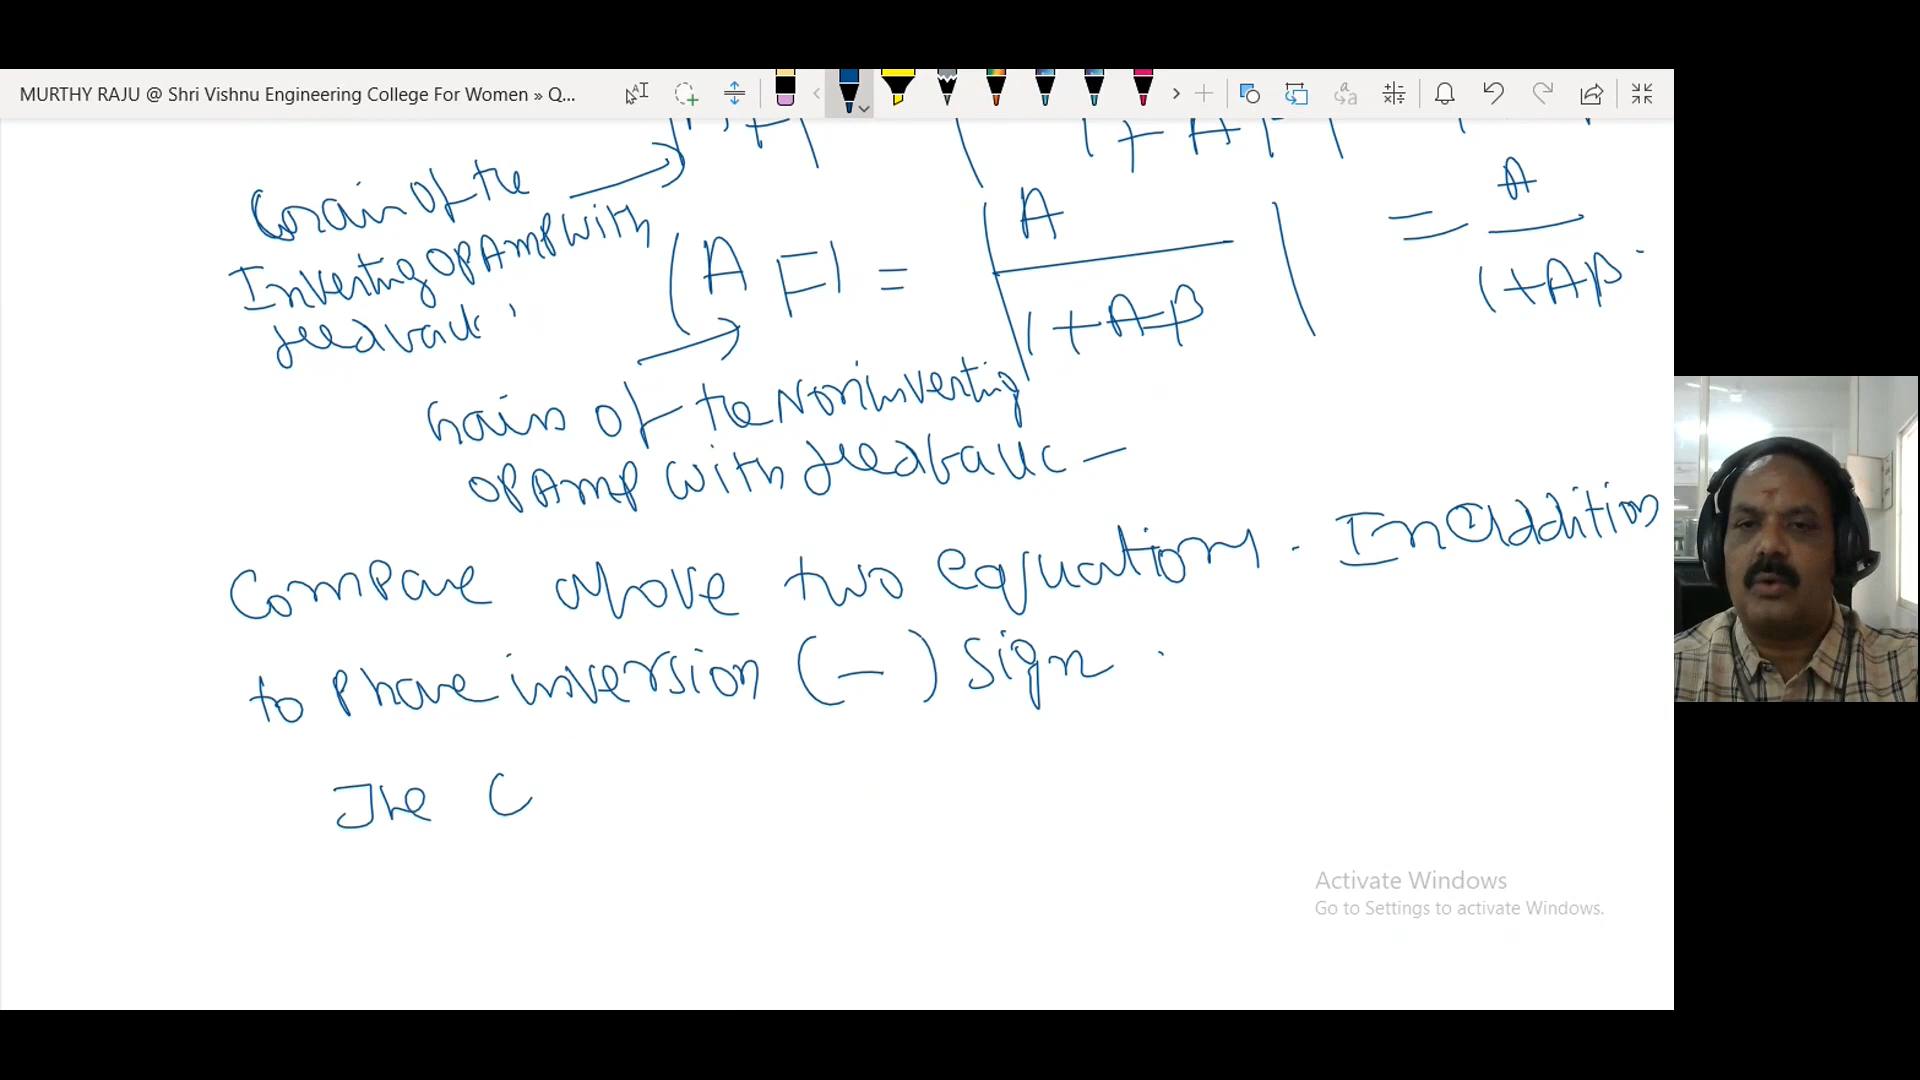 MURTHY RAJU @ Shri Vishnu Engineering College For Women » Q...
1 + A
Gain of the
Inverting OPAMP with
feedback.
|A F| = | A / 1 + Aβ | = A / 1 + Aβ.
Gain of the Noninverting
OPAMP with feedback -
Compare above two equations. In addition
to phase inversion (-) sign.
The C
Activate Windows
Go to Settings to activate Windows.